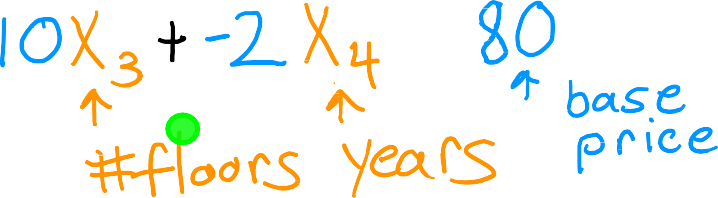 10X₃ + -2X₄ 80
#floors years base price